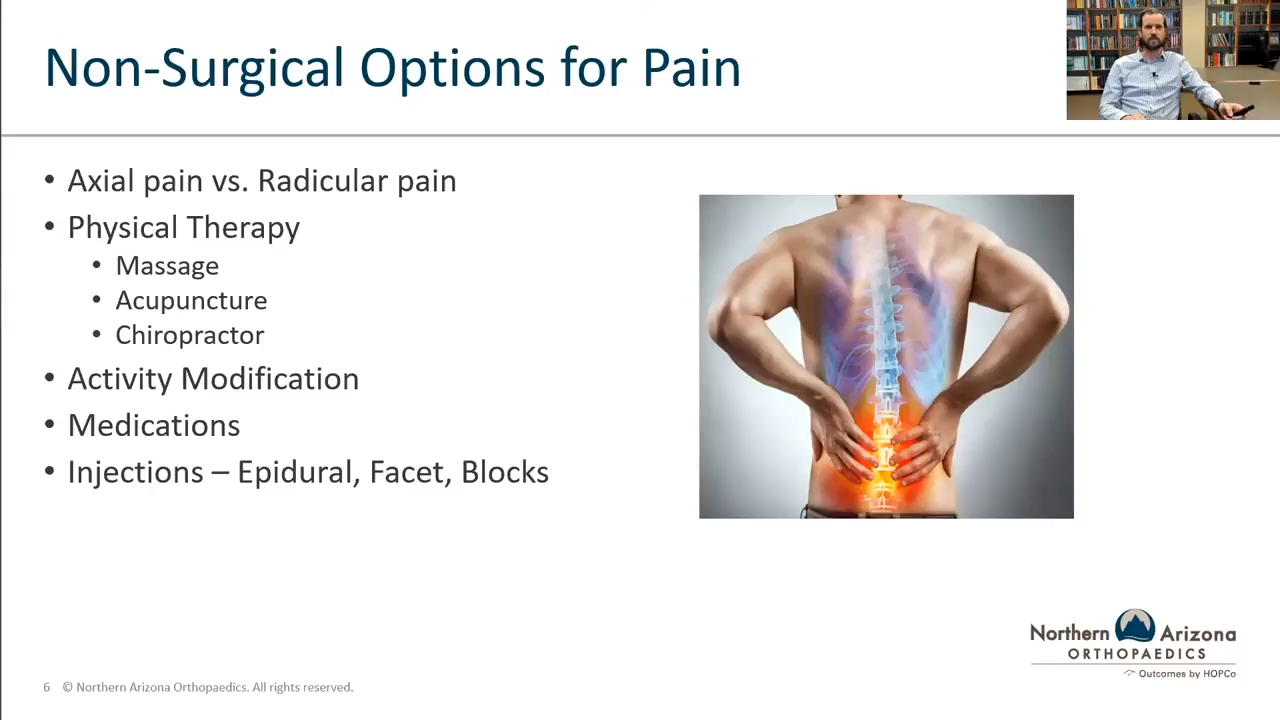 Non-Surgical Options for Pain
• Axial pain vs. Radicular pain
• Physical Therapy
• Massage
• Acupuncture
• Chiropractor
• Activity Modification
• Medications
• Injections – Epidural, Facet, Blocks
Northern Arizona
ORTHOPAEDICS
Outcomes by HOPCo
6 © Northern Arizona Orthopaedics. All rights reserved.